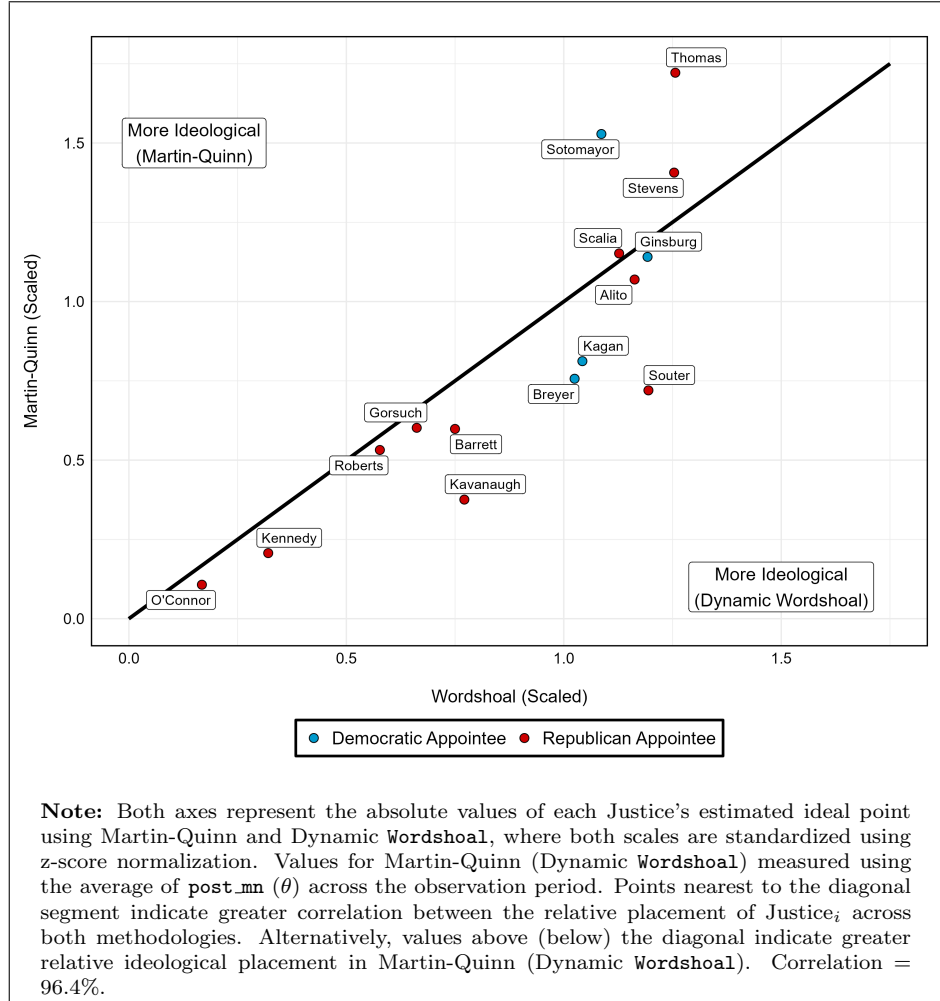 Thomas
More Ideological
(Martin-Quinn)
1.5
Sotomayor
Stevens
Scalia
Ginsburg
Alito
1.0
Martin-Quinn (Scaled)
Kagan
Souter
Breyer
Gorsuch
Barrett
0.5
Roberts
Kavanaugh
Kennedy
More Ideological
(Dynamic Wordshoal)
O'Connor
0.0
0.0 0.5 1.0 1.5
Wordshoal (Scaled)
Democratic Appointee Republican Appointee
Note: Both axes represent the absolute values of each Justice's estimated ideal point
using Martin-Quinn and Dynamic Wordshoal, where both scales are standardized using
z-score normalization. Values for Martin-Quinn (Dynamic Wordshoal) measured using
the average of post_mn (θ) across the observation period. Points nearest to the diagonal
segment indicate greater correlation between the relative placement of Justiceᵢ across
both methodologies. Alternatively, values above (below) the diagonal indicate greater
relative ideological placement in Martin-Quinn (Dynamic Wordshoal). Correlation =
96.4%.